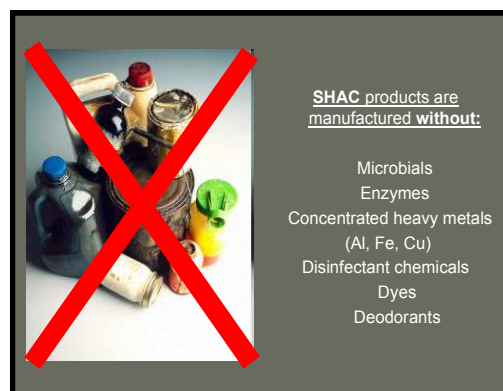 SHAC products are
manufactured without:
Microbials
Enzymes
Concentrated heavy metals
(Al, Fe, Cu)
Disinfectant chemicals
Dyes
Deodorants